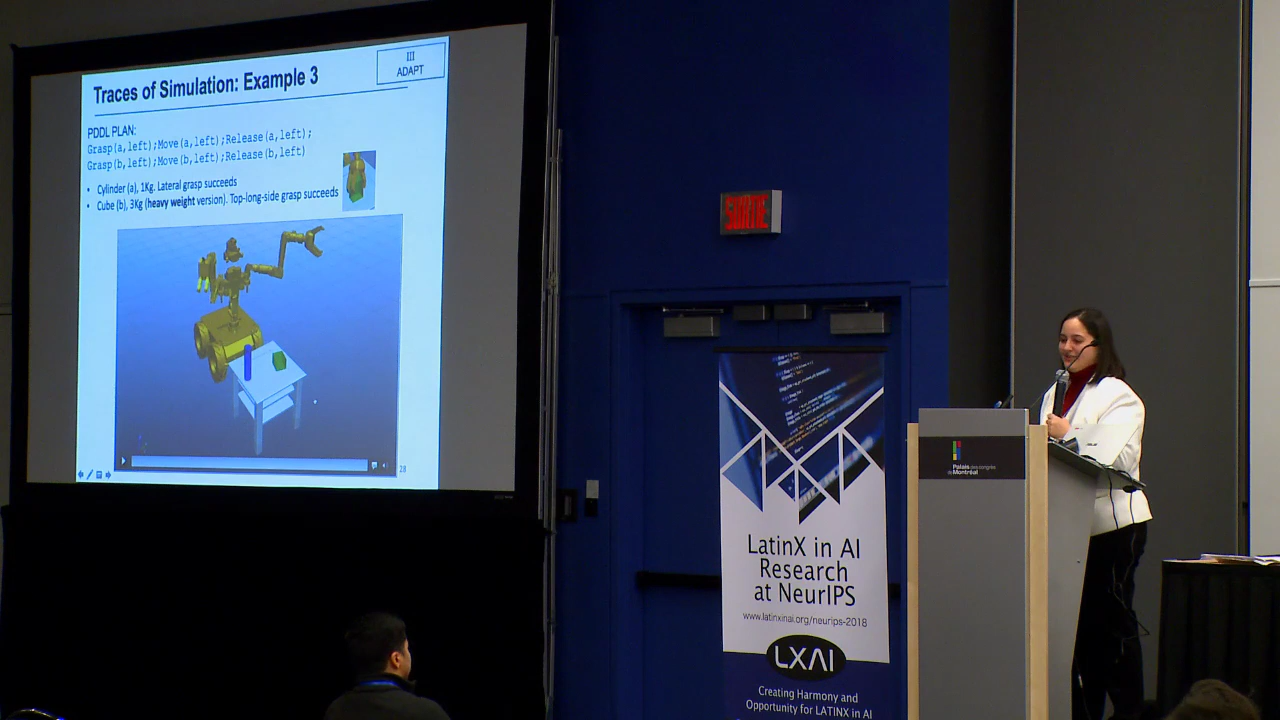 III
ADAPT
Traces of Simulation: Example 3
PDDL PLAN:
Grasp(a,left);Move(a,left);Release(a,left);
Grasp(b,left);Move(b,left);Release(b,left)
• Cylinder (a), 1Kg. Lateral grasp succeeds
• Cube (b), 3Kg (heavy weight version). Top-long-side grasp succeeds
28
SORTIE
Palais des congrès
de Montréal
LatinX in AI
Research
at NeurIPS
www.latinxinai.org/neurips-2018
LXAI
Creating Harmony and
Opportunity for LATINX in AI